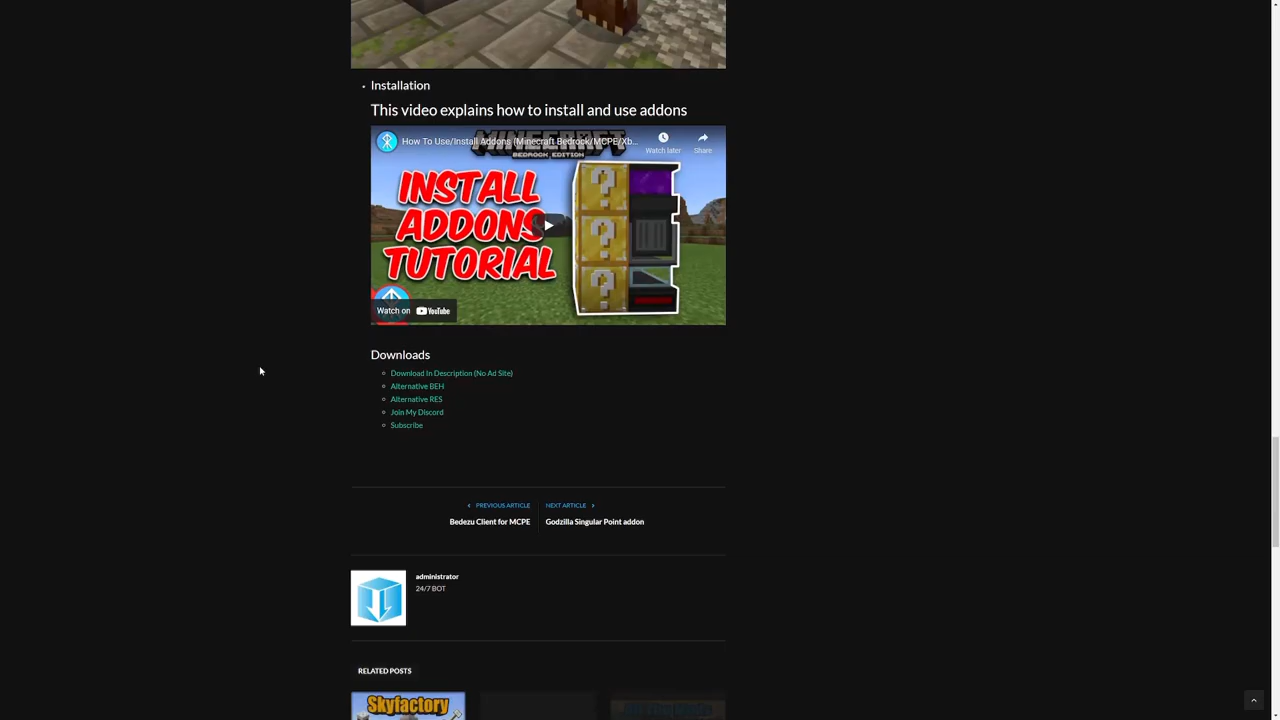 Installation
This video explains how to install and use addons
MINECRAFT
How To Use/Install Addons (Minecraft Bedrock/MCPE/Xb...
BEDROCK EDITION
Watch later
Share
INSTALL
ADDONS
TUTORIAL
?
?
?
Watch on YouTube
Downloads
Download In Description (No Ad Site)
Alternative BEH
Alternative RES
Join My Discord
Subscribe
PREVIOUS ARTICLE
NEXT ARTICLE
Bedezu Client for MCPE
Godzilla Singular Point addon
administrator
24/7 BOT
RELATED POSTS
Skyfactory